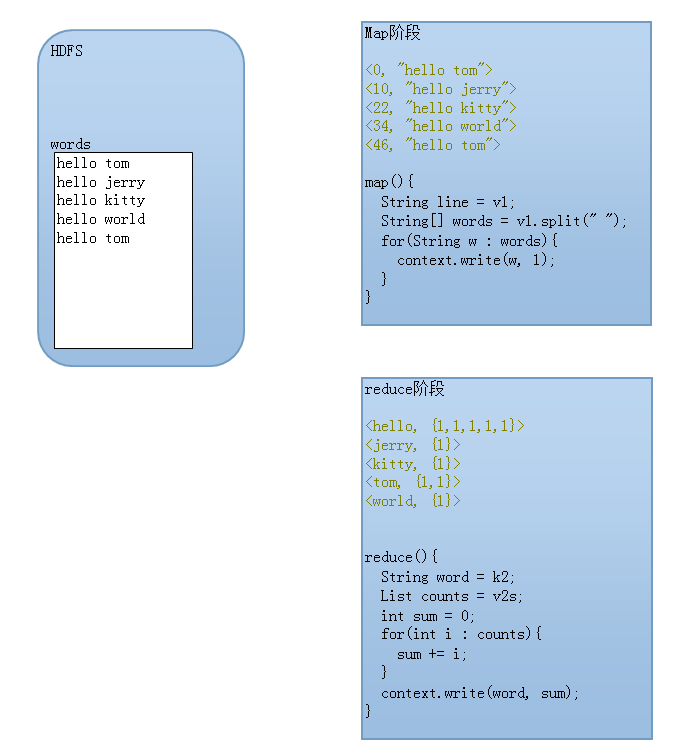 HDFS
words
hello tom
hello jerry
hello kitty
hello world
hello tom
Map阶段
<0, "hello tom">
<10, "hello jerry">
<22, "hello kitty">
<34, "hello world">
<46, "hello tom">
map(){
String line = v1;
String[] words = v1.split(" ");
for(String w : words){
context.write(w, 1);
}
}
reduce阶段
<hello, {1,1,1,1,1}>
<jerry, {1}>
<kitty, {1}>
<tom, {1,1}>
<world, {1}>
reduce(){
String word = k2;
List counts = v2s;
int sum = 0;
for(int i : counts){
sum += i;
}
context.write(word, sum);
}